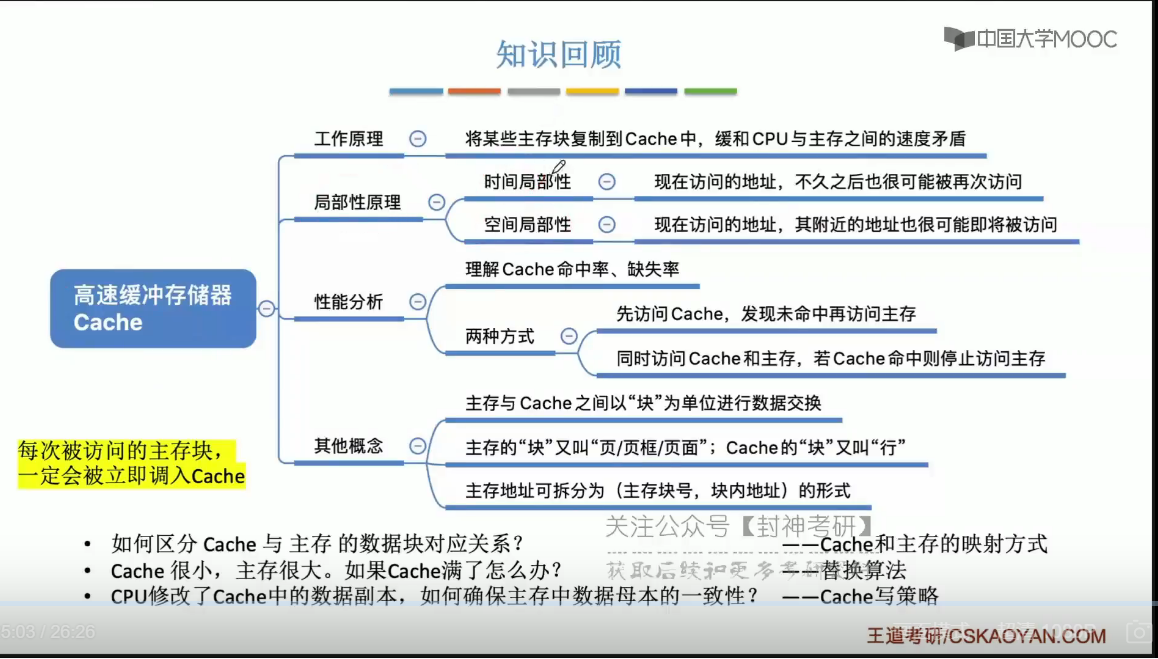 中国大学MOOC
知识回顾
工作原理
将某些主存块复制到Cache中，缓和CPU与主存之间的速度矛盾
局部性原理
时间局部性
现在访问的地址，不久之后也很可能被再次访问
空间局部性
现在访问的地址，其附近的地址也很可能即将被访问
高速缓冲存储器
Cache
性能分析
理解Cache命中率、缺失率
两种方式
先访问Cache，发现未命中再访问主存
同时访问Cache和主存，若Cache命中则停止访问主存
其他概念
主存与Cache之间以“块”为单位进行数据交换
主存的“块”又叫“页/页框/页面”；Cache的“块”又叫“行”
主存地址可拆分为（主存块号，块内地址）的形式
每次被访问的主存块，
一定会被立即调入Cache
关注公众号【封神考研】
• 如何区分 Cache 与 主存 的数据块对应关系？ ——Cache和主存的映射方式
• Cache 很小，主存很大。如果Cache满了怎么办？ ——替换算法
获取后续和更多考研
• CPU修改了Cache中的数据副本，如何确保主存中数据母本的一致性？ ——Cache写策略
5:03 / 26:26
超清 1080P
王道考研/CSKAOYAN.COM